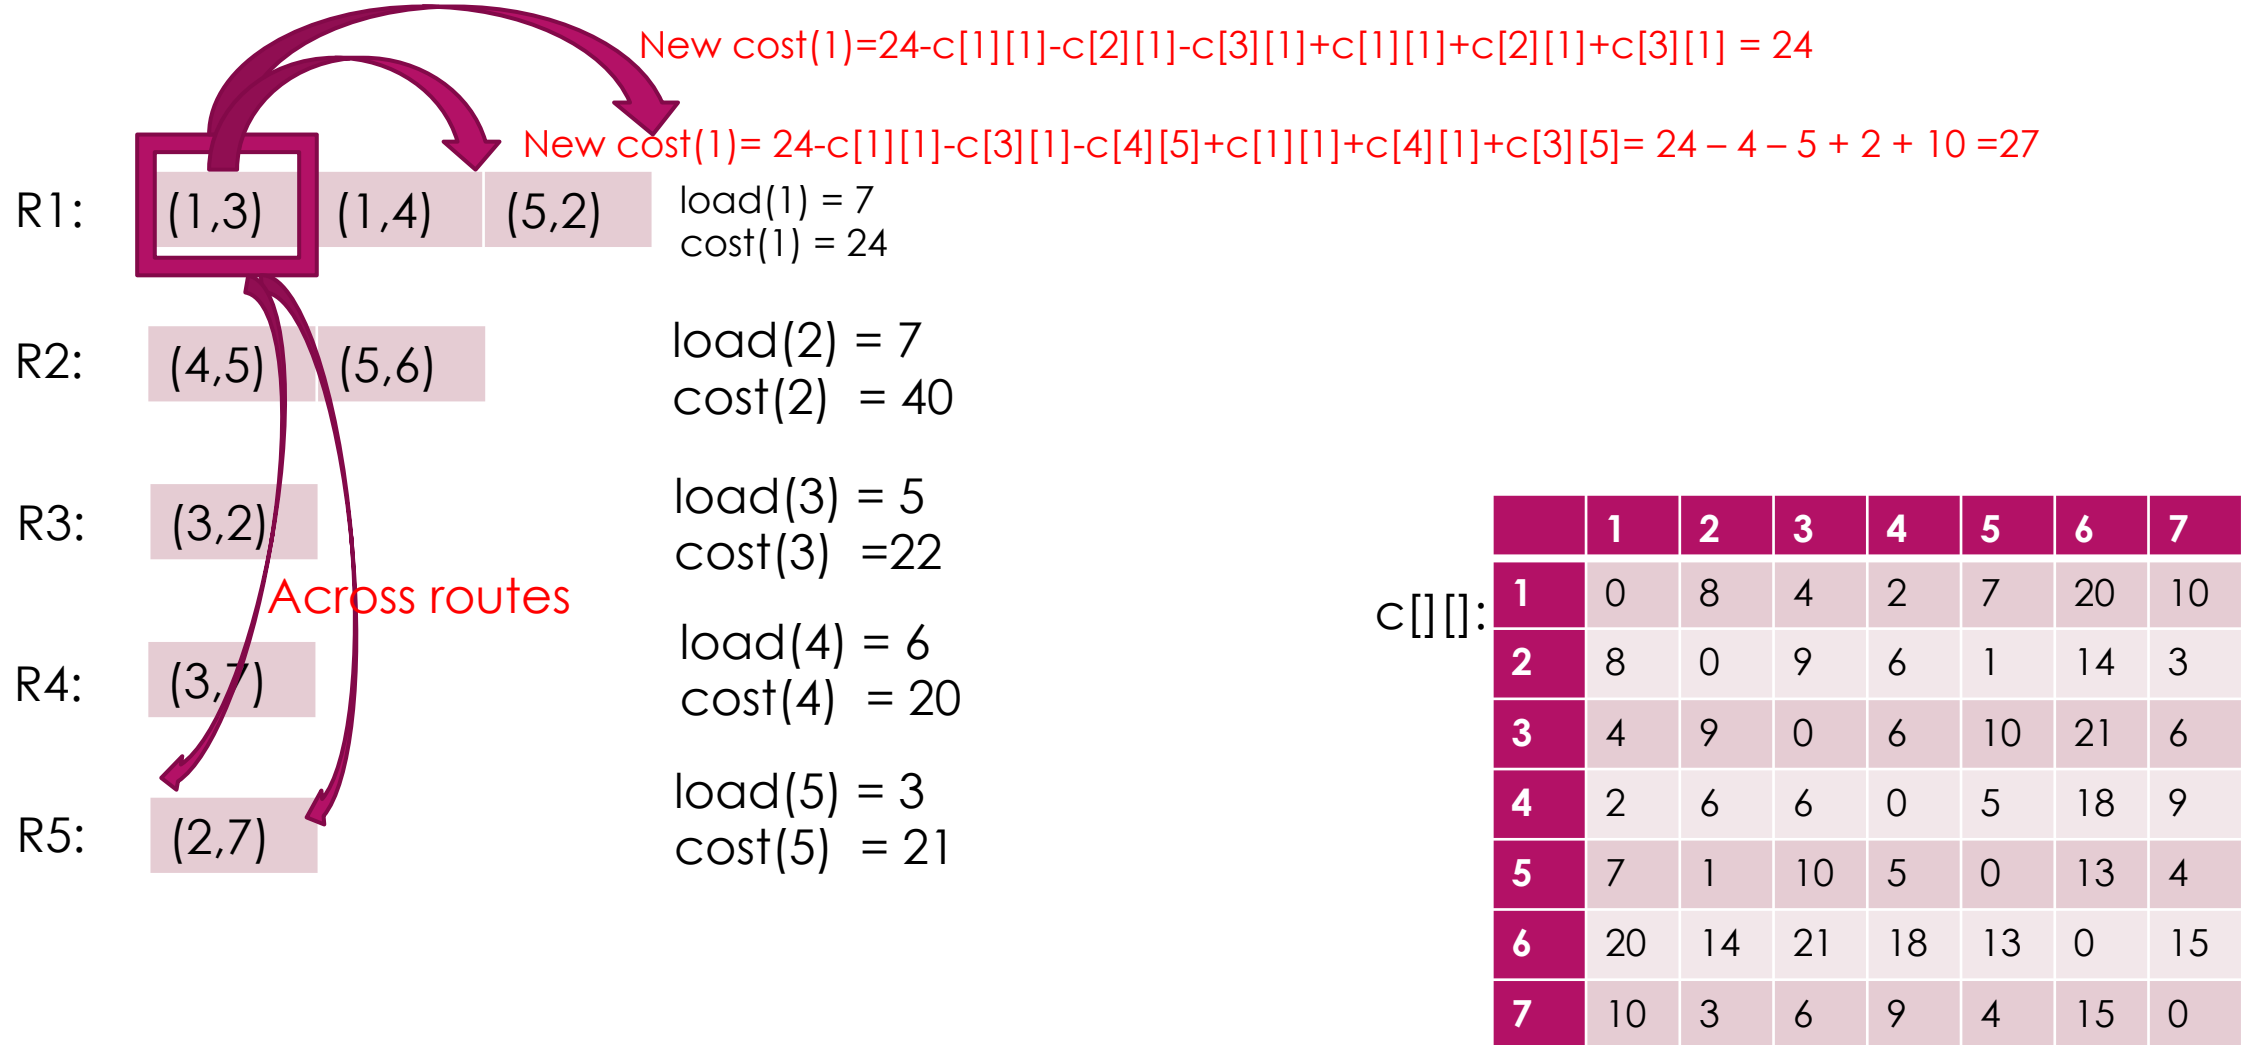 New cost(1)=24-c[1][1]-c[2][1]-c[3][1]+c[1][1]+c[2][1]+c[3][1] = 24
New cost(1)= 24-c[1][1]-c[3][1]-c[4][5]+c[1][1]+c[4][1]+c[3][5]= 24 – 4 – 5 + 2 + 10 =27
R1: (1,3) (1,4) (5,2)
load(1) = 7
cost(1) = 24
R2: (4,5) (5,6)
load(2) = 7
cost(2) = 40
R3: (3,2)
load(3) = 5
cost(3) =22
Across routes
R4: (3,7)
load(4) = 6
cost(4) = 20
R5: (2,7)
load(5) = 3
cost(5) = 21
c[][]:
1 2 3 4 5 6 7
1 0 8 4 2 7 20 10
2 8 0 9 6 1 14 3
3 4 9 0 6 10 21 6
4 2 6 6 0 5 18 9
5 7 1 10 5 0 13 4
6 20 14 21 18 13 0 15
7 10 3 6 9 4 15 0